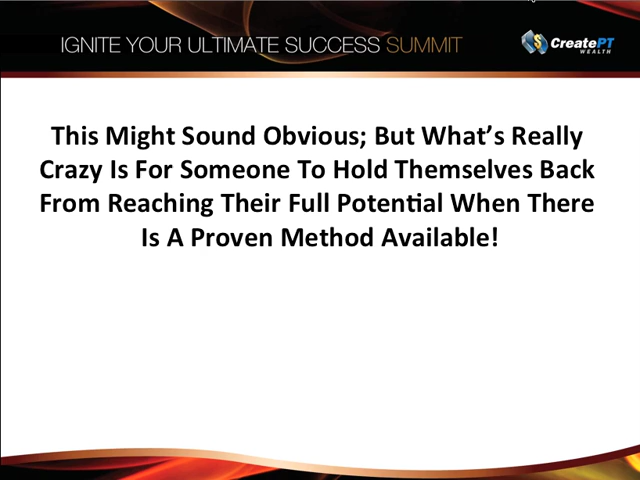 IGNITE YOUR ULTIMATE SUCCESS SUMMIT
CreatePT
WEALTH
This Might Sound Obvious; But What's Really
Crazy Is For Someone To Hold Themselves Back
From Reaching Their Full Potential When There
Is A Proven Method Available!